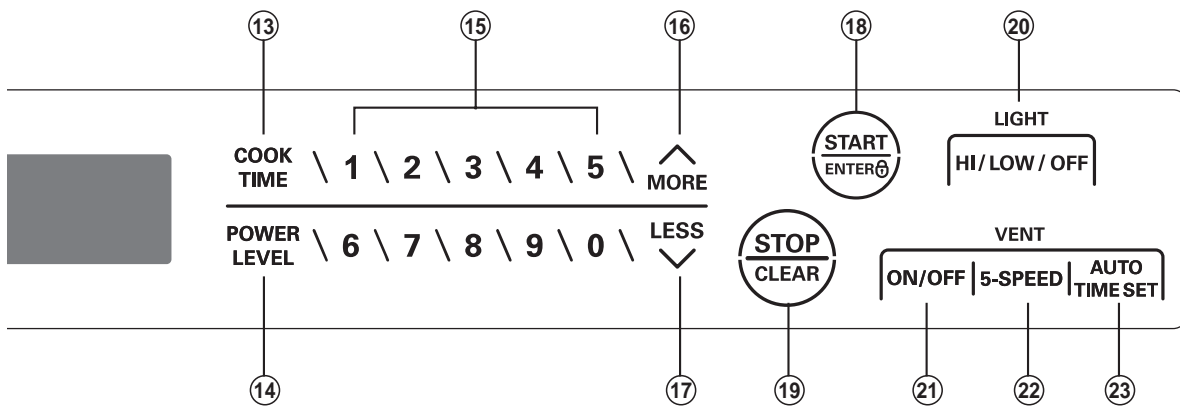 13 15 16 18 20
LIGHT
COOK TIME \ 1 \ 2 \ 3 \ 4 \ 5 \ MORE
START
ENTER
HI / LOW / OFF
POWER LEVEL \ 6 \ 7 \ 8 \ 9 \ 0 \ LESS
STOP
CLEAR
VENT
ON/OFF 5-SPEED AUTO TIME SET
14 17 19 21 22 23